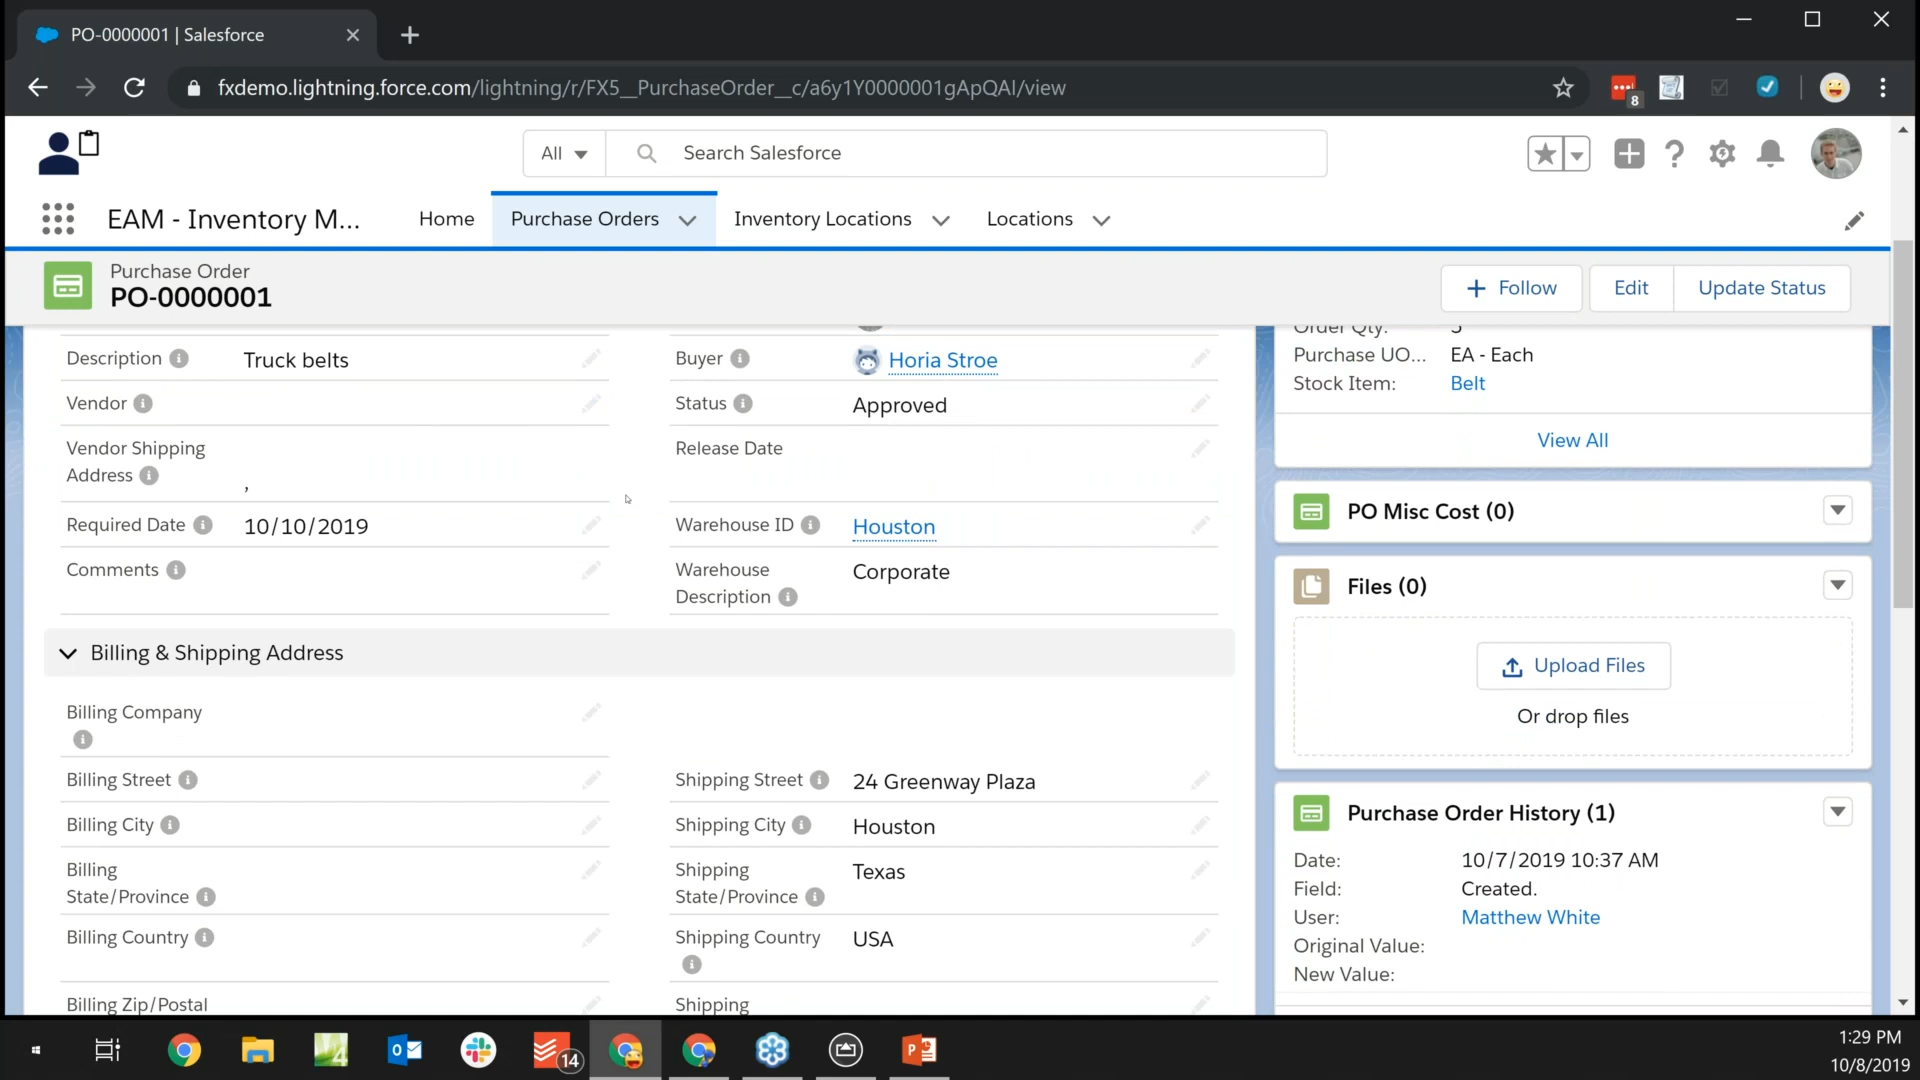 PO-0000001 | Salesforce
fxdemo.lightning.force.com/lightning/r/FX5__PurchaseOrder__c/a6y1Y0000001gApQAI/view
8
All
Search Salesforce
EAM - Inventory M...
Home
Purchase Orders
Inventory Locations
Locations
Purchase Order
PO-0000001
Follow
Edit
Update Status
Description
Truck belts
Buyer
Horia Stroe
Vendor
Status
Approved
Vendor Shipping
Address
,
Release Date
Required Date
10/10/2019
Warehouse ID
Houston
Comments
Warehouse
Description
Corporate
Billing & Shipping Address
Billing Company
Billing Street
Shipping Street
24 Greenway Plaza
Billing City
Shipping City
Houston
Billing
State/Province
Shipping
State/Province
Texas
Billing Country
Shipping Country
USA
Billing Zip/Postal
Shipping
Order Qty:
Purchase UO...
EA - Each
Stock Item:
Belt
View All
PO Misc Cost (0)
Files (0)
Upload Files
Or drop files
Purchase Order History (1)
Date:
10/7/2019 10:37 AM
Field:
Created.
User:
Matthew White
Original Value:
New Value:
14
1:29 PM
10/8/2019